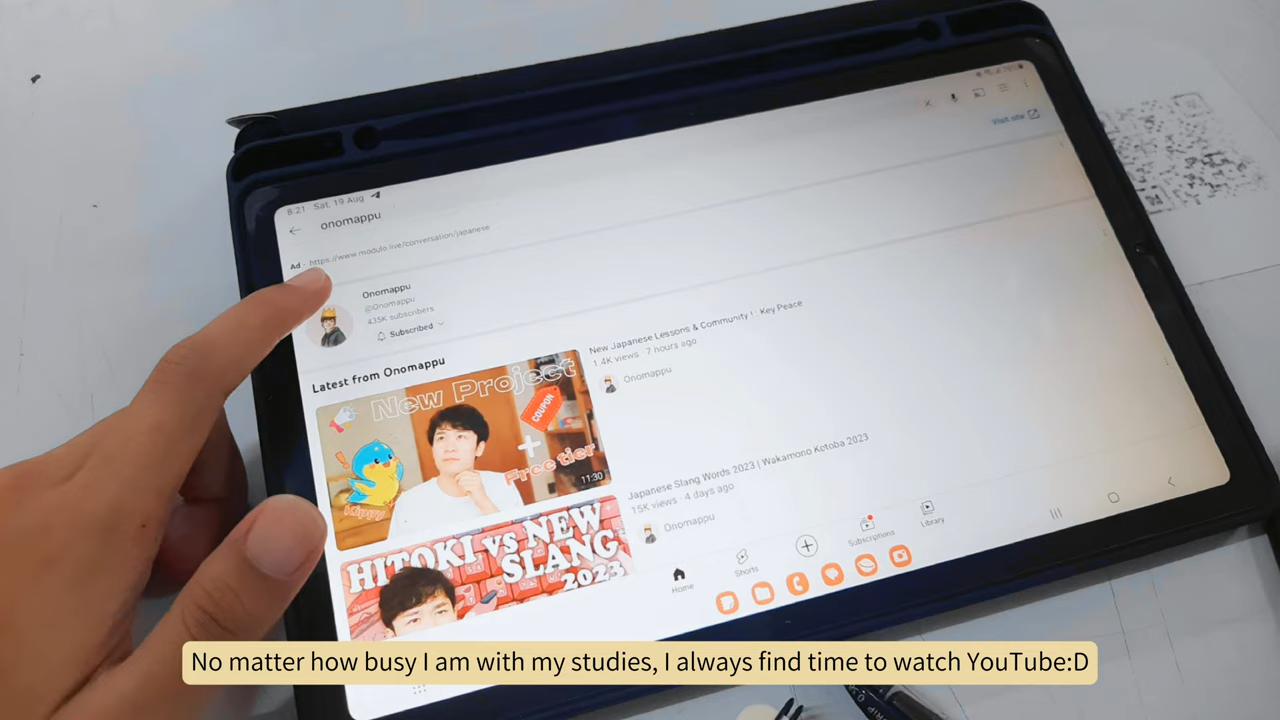 8:21 Sat, 19 Aug
onomappu
Visit site
Ad · https://www.modulo.live/conversation/japanese
Onomappu
@Onomappu
435K subscribers
Subscribed
Latest from Onomappu
New Project
COUPON
+
Free tier
Kippy
11:30
New Japanese Lessons & Community! - Key Peace
1.4K views · 7 hours ago
Onomappu
HITOKI vs NEW
SLANG
2023
Japanese Slang Words 2023 | Wakamono Kotoba 2023
15K views · 4 days ago
Onomappu
Home
Shorts
Subscriptions
Library
No matter how busy I am with my studies, I always find time to watch YouTube:D